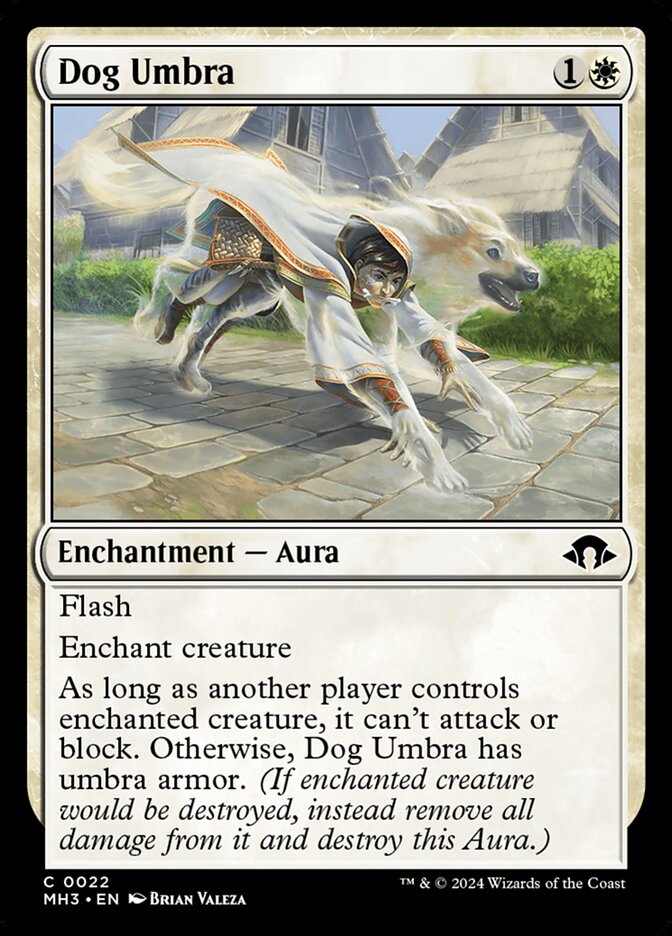 Dog Umbra 1
Enchantment — Aura
Flash
Enchant creature
As long as another player controls
enchanted creature, it can't attack or
block. Otherwise, Dog Umbra has
umbra armor. (If enchanted creature
would be destroyed, instead remove all
damage from it and destroy this Aura.)
C 0022
MH3 • EN Brian Valeza
™ & © 2024 Wizards of the Coast